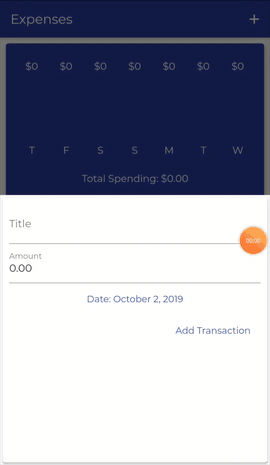 Expenses +
$0 $0 $0 $0 $0 $0 $0
T F S S M T W
Total Spending: $0.00
Title
00:00
Amount
0.00
Date: October 2, 2019
Add Transaction